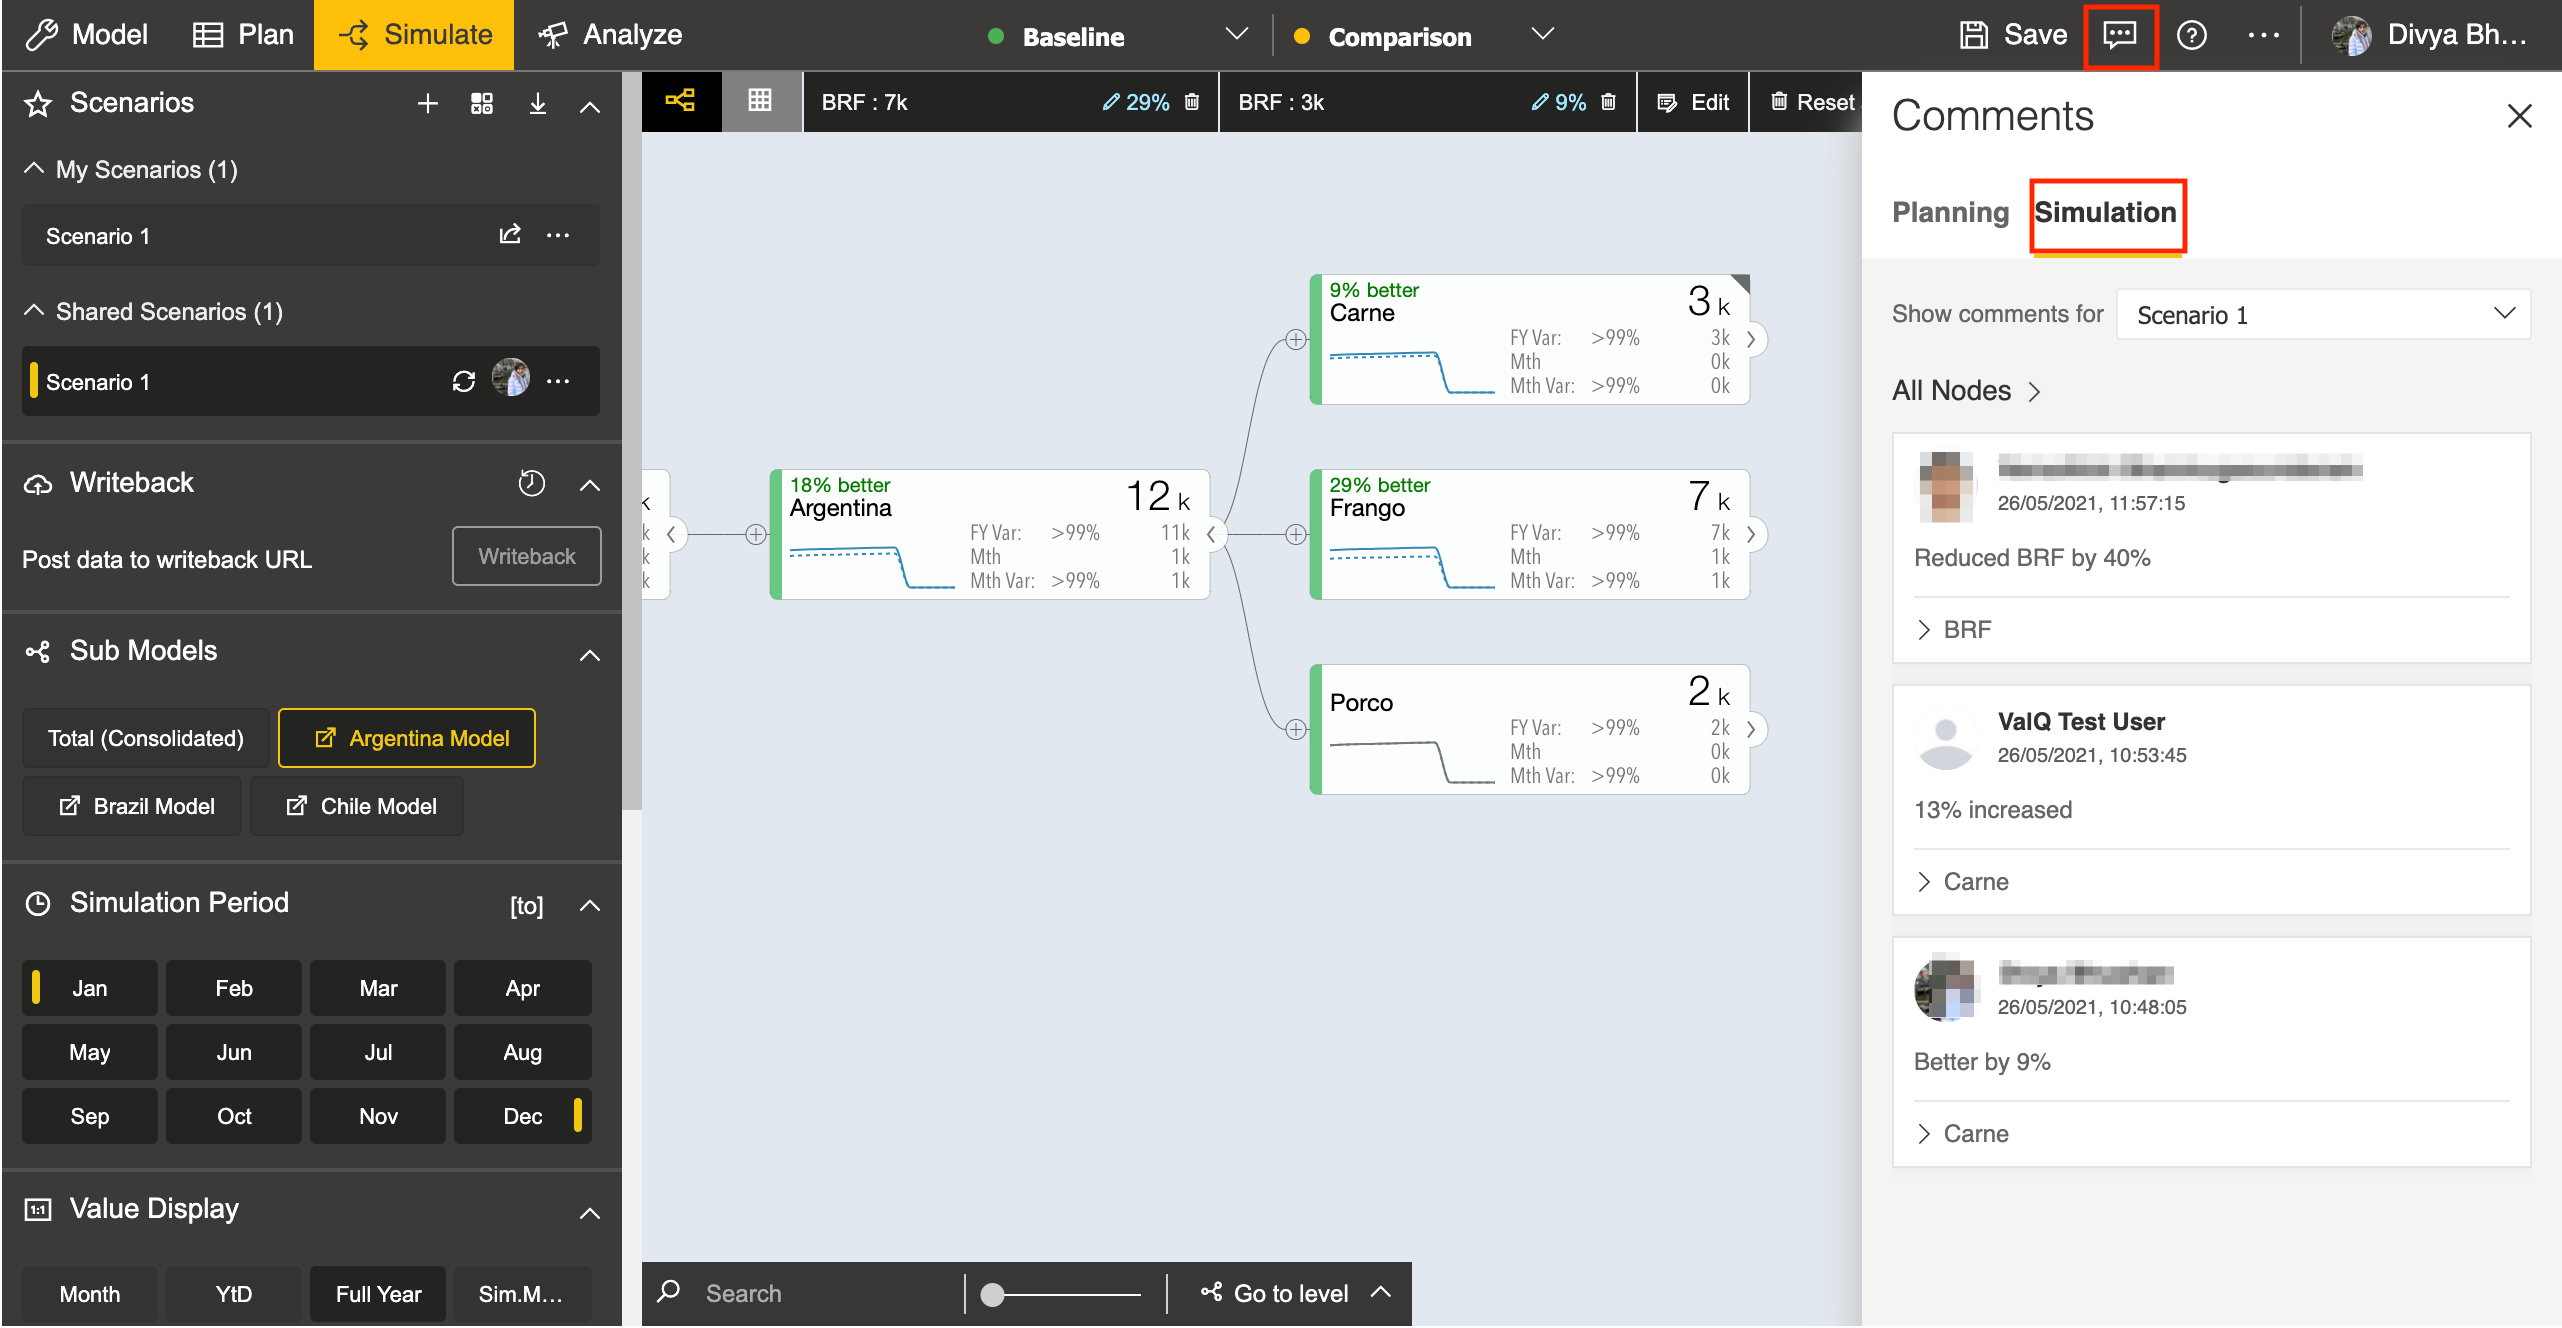 Model Plan Simulate Analyze Baseline Comparison Save Divya Bh...
Scenarios
My Scenarios (1)
Scenario 1
Shared Scenarios (1)
Scenario 1
Writeback
Post data to writeback URL Writeback
Sub Models
Total (Consolidated) Argentina Model
Brazil Model Chile Model
Simulation Period [to]
Jan Feb Mar Apr
May Jun Jul Aug
Sep Oct Nov Dec
1:1 Value Display
Month YtD Full Year Sim.M...
BRF : 7k 29% BRF : 3k 9% Edit Reset
k
k
k
k
18% better
Argentina 12 k
FY Var: >99% 11k
Mth 1k
Mth Var: >99% 1k
9% better
Carne 3 k
FY Var: >99% 3k
Mth 0k
Mth Var: >99% 0k
29% better
Frango 7 k
FY Var: >99% 7k
Mth 1k
Mth Var: >99% 1k
Porco 2 k
FY Var: >99% 2k
Mth 0k
Mth Var: >99% 0k
Search Go to level
Comments
Planning Simulation
Show comments for Scenario 1
All Nodes
26/05/2021, 11:57:15
Reduced BRF by 40%
BRF
ValQ Test User
26/05/2021, 10:53:45
13% increased
Carne
26/05/2021, 10:48:05
Better by 9%
Carne